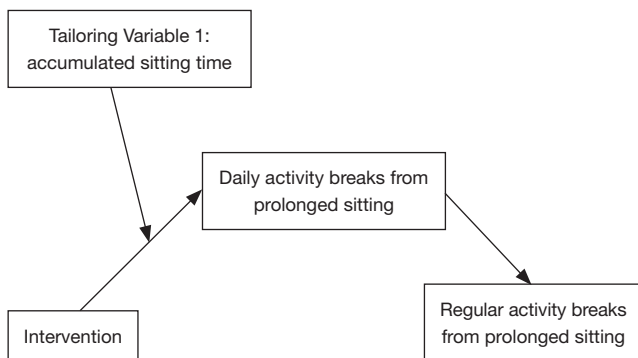 Tailoring Variable 1:
accumulated sitting time
Daily activity breaks from
prolonged sitting
Intervention
Regular activity breaks
from prolonged sitting